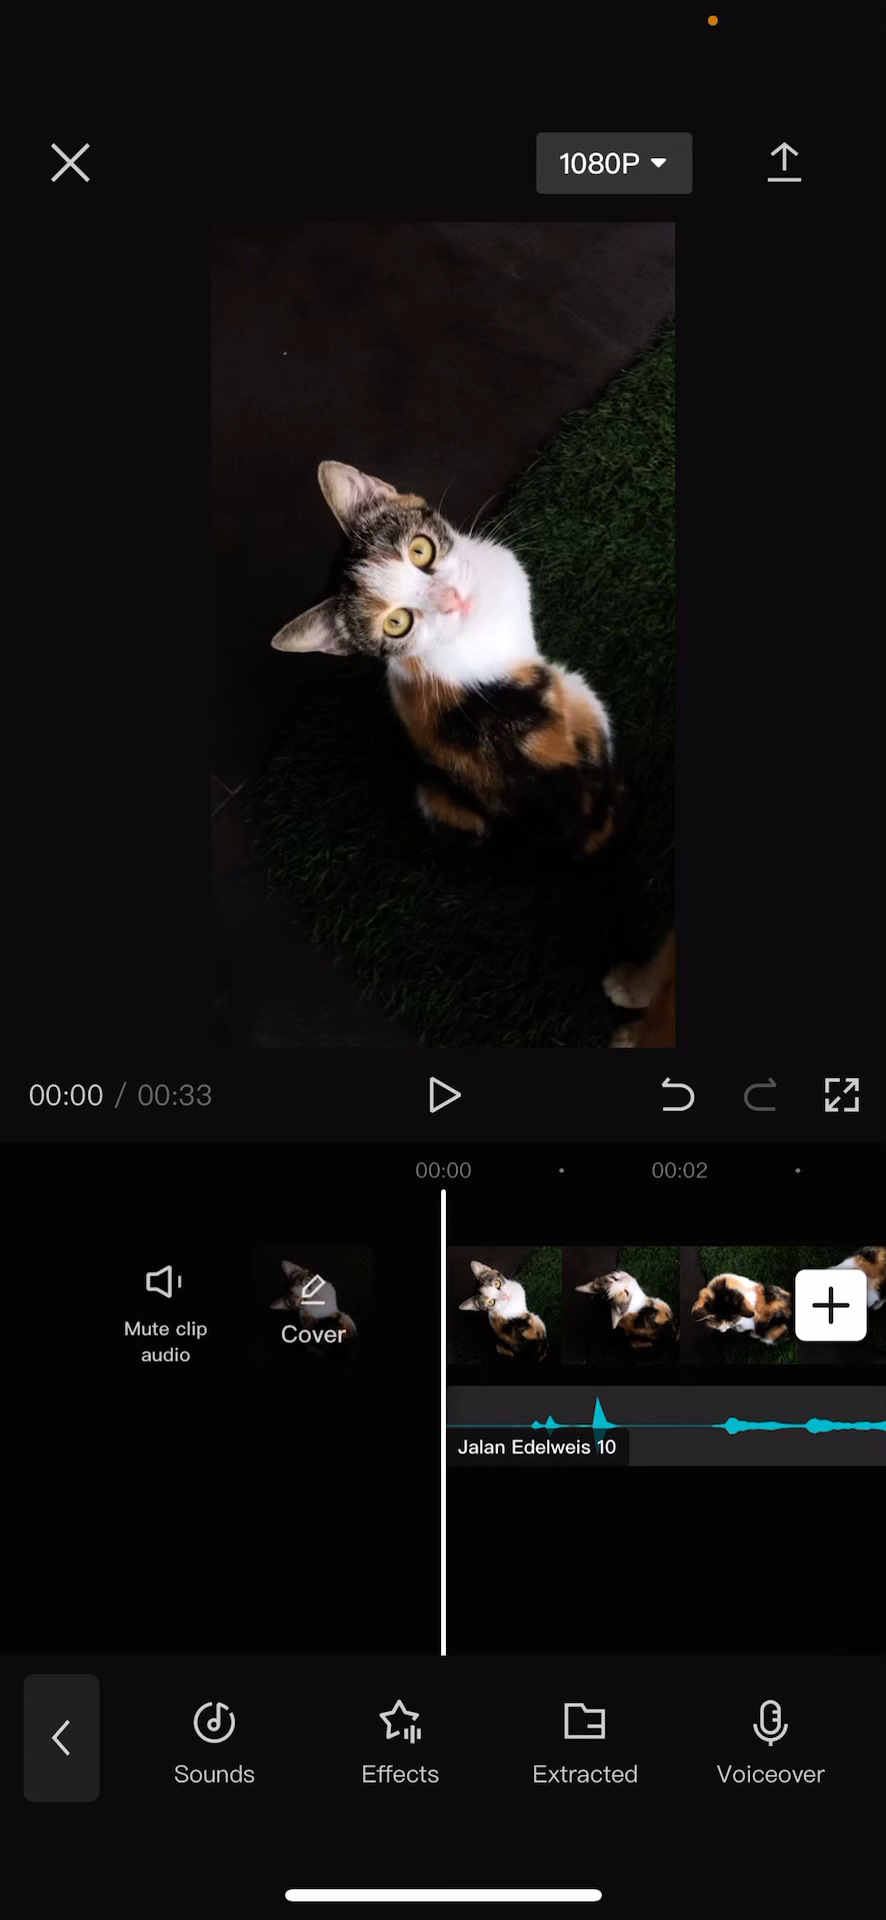 1080P
00:00 / 00:33
00:00
00:02
Mute clip
audio
Cover
Jalan Edelweis 10
Sounds
Effects
Extracted
Voiceover